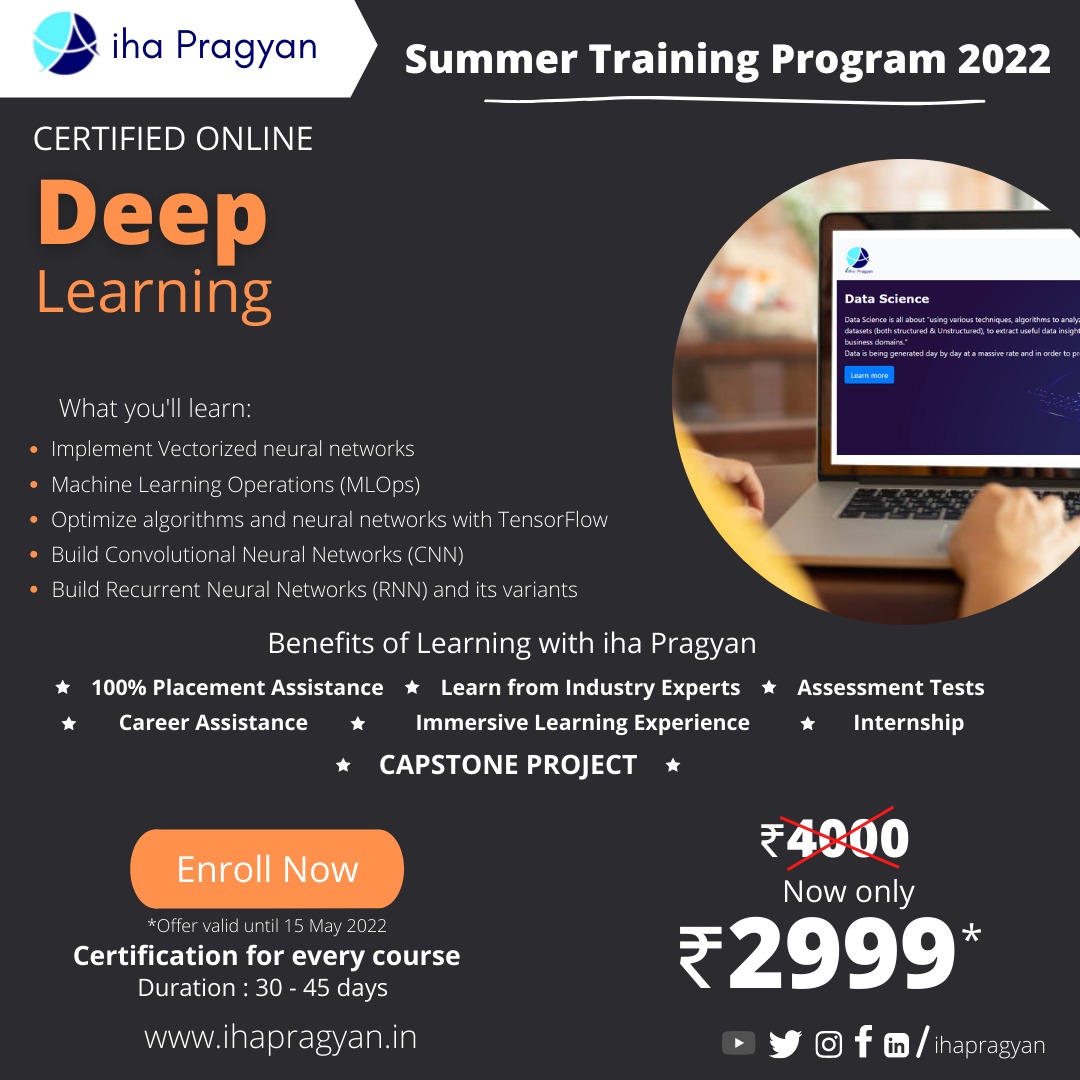 iha Pragyan
Summer Training Program 2022
CERTIFIED ONLINE
Deep
Learning
iha Pragyan
Data Science
Data Science is all about "using various techniques, algorithms to analy
datasets (both structured & Unstructured), to extract useful data insight
business domains."
Data is being generated day by day at a massive rate and in order to pr
Learn more
What you'll learn:
• Implement Vectorized neural networks
• Machine Learning Operations (MLOps)
• Optimize algorithms and neural networks with TensorFlow
• Build Convolutional Neural Networks (CNN)
• Build Recurrent Neural Networks (RNN) and its variants
Benefits of Learning with iha Pragyan
★ 100% Placement Assistance ★ Learn from Industry Experts ★ Assessment Tests
★ Career Assistance ★ Immersive Learning Experience ★ Internship
★ CAPSTONE PROJECT ★
₹4000
Now only
₹2999*
Enroll Now
*Offer valid until 15 May 2022
Certification for every course
Duration : 30 - 45 days
www.ihapragyan.in
/ihapragyan